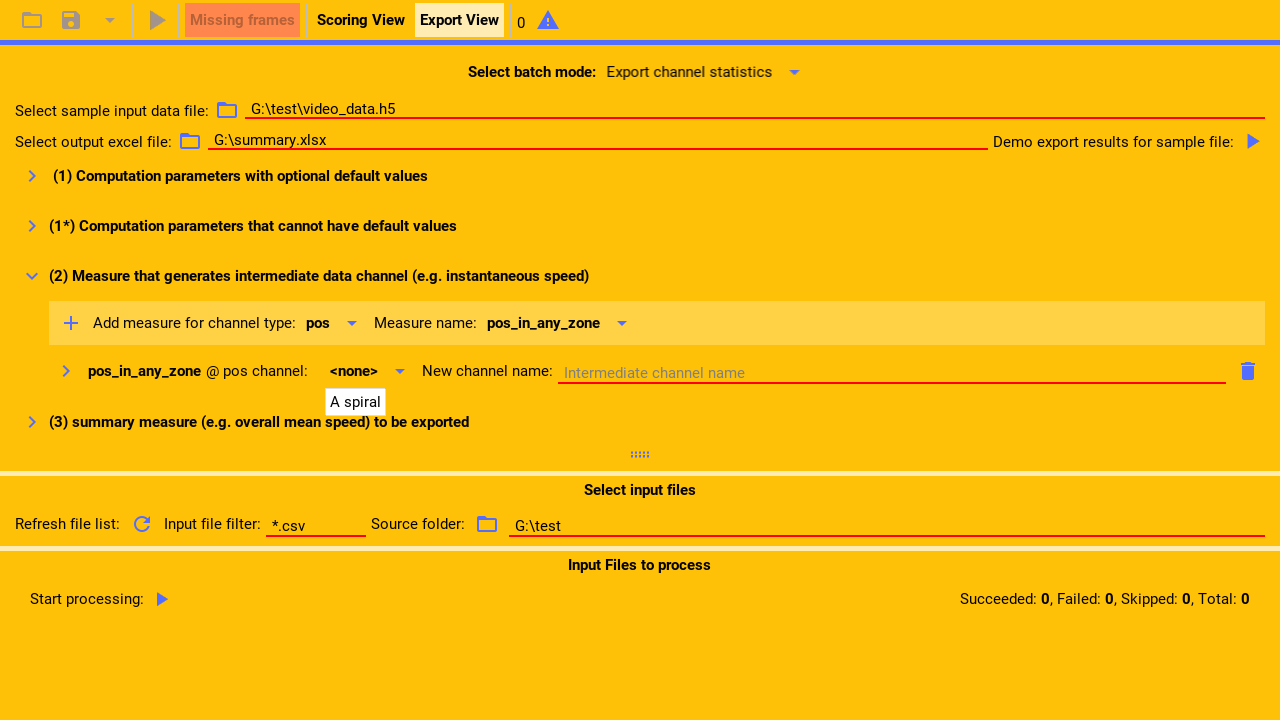 Missing frames Scoring View Export View 0
Select batch mode: Export channel statistics
Select sample input data file: G:\test\video_data.h5
Select output excel file: G:\summary.xlsx Demo export results for sample file:
(1) Computation parameters with optional default values
(1*) Computation parameters that cannot have default values
(2) Measure that generates intermediate data channel (e.g. instantaneous speed)
Add measure for channel type: pos Measure name: pos_in_any_zone
pos_in_any_zone @ pos channel: <none> New channel name: Intermediate channel name
A spiral
(3) summary measure (e.g. overall mean speed) to be exported
Select input files
Refresh file list: Input file filter: *.csv Source folder: G:\test
Input Files to process
Start processing: Succeeded: 0, Failed: 0, Skipped: 0, Total: 0